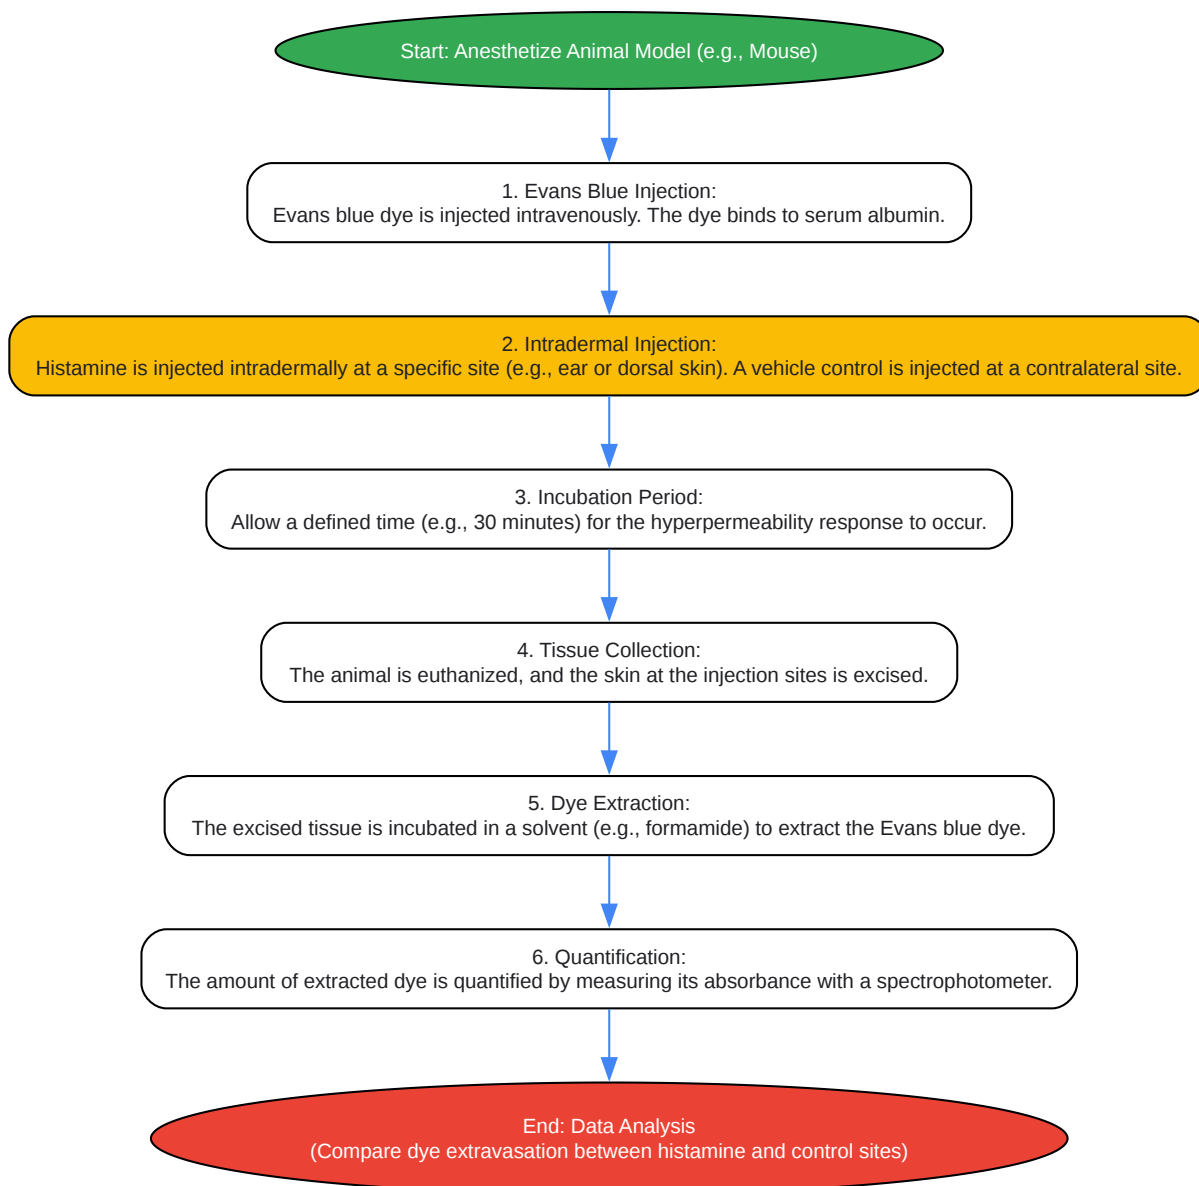 Start: Anesthetize Animal Model (e.g., Mouse)
1. Evans Blue Injection:
Evans blue dye is injected intravenously. The dye binds to serum albumin.
2. Intradermal Injection:
Histamine is injected intradermally at a specific site (e.g., ear or dorsal skin). A vehicle control is injected at a contralateral site.
3. Incubation Period:
Allow a defined time (e.g., 30 minutes) for the hyperpermeability response to occur.
4. Tissue Collection:
The animal is euthanized, and the skin at the injection sites is excised.
5. Dye Extraction:
The excised tissue is incubated in a solvent (e.g., formamide) to extract the Evans blue dye.
6. Quantification:
The amount of extracted dye is quantified by measuring its absorbance with a spectrophotometer.
End: Data Analysis
(Compare dye extravasation between histamine and control sites)